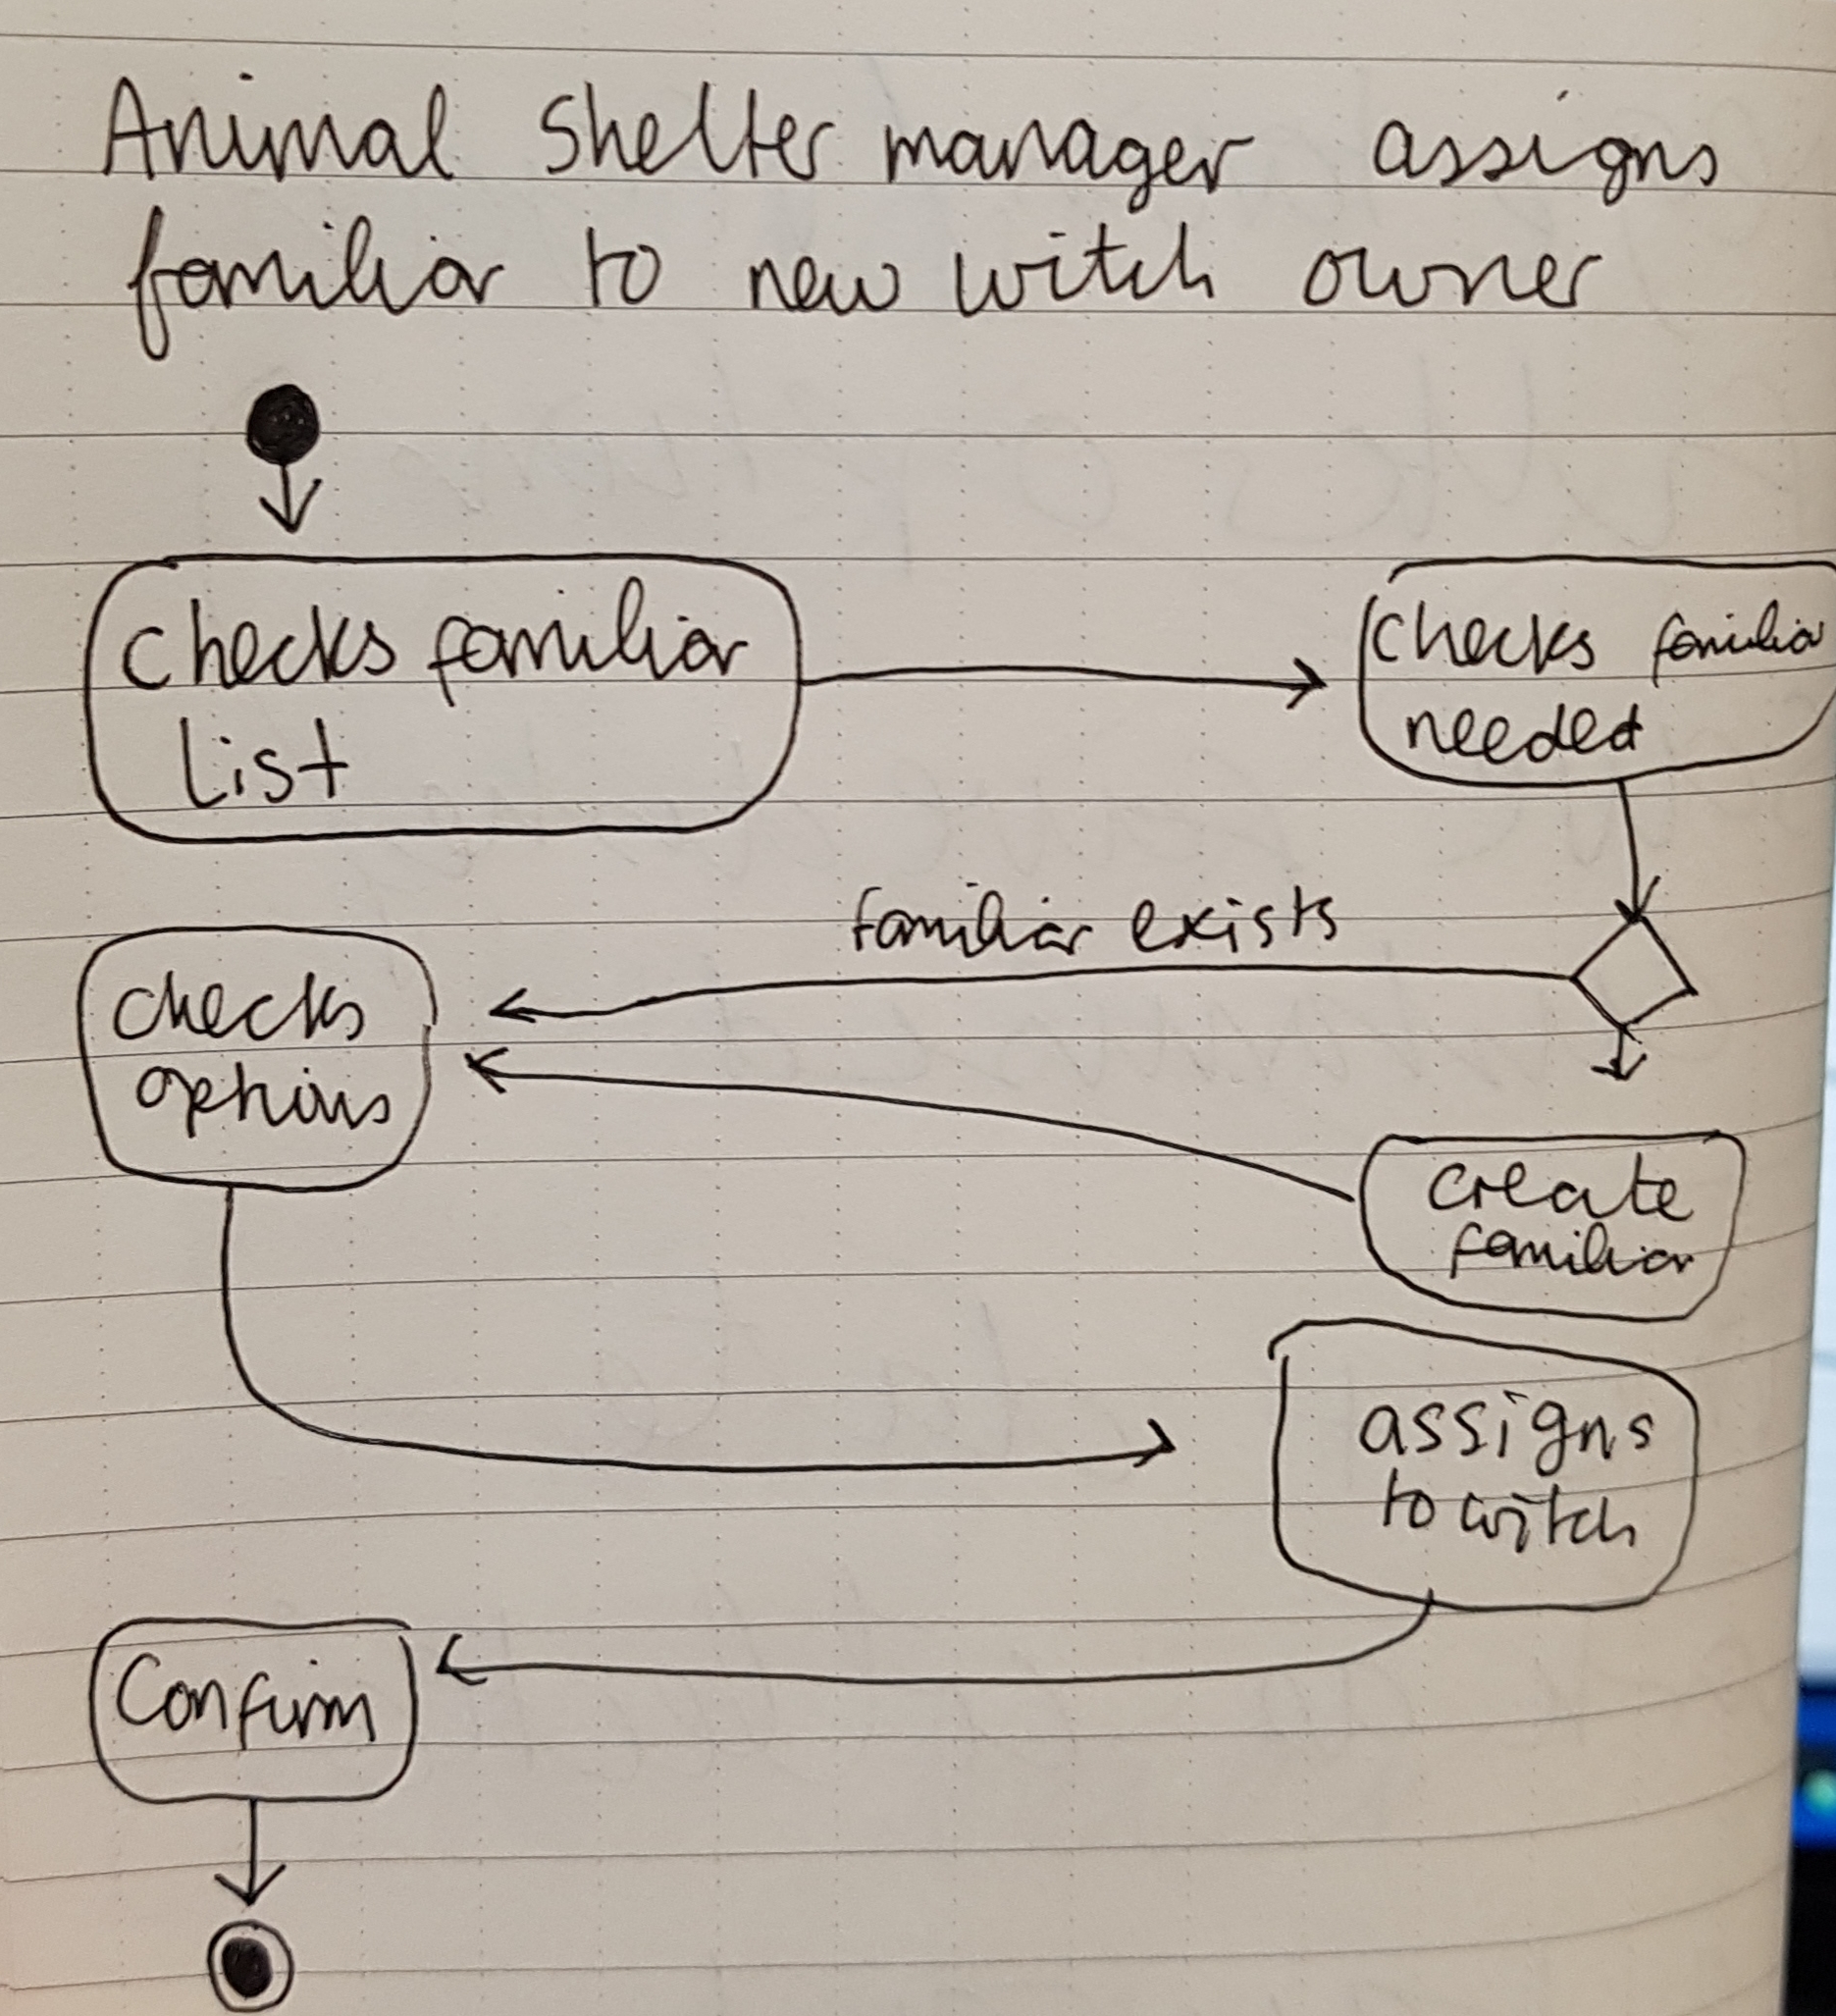 Animal Shelter manager assigns
familiar to new witch owner
Checks familiar
List
Checks familiar
needed
familiar exists
checks
options
create
familiar
assigns
to witch
Confirm